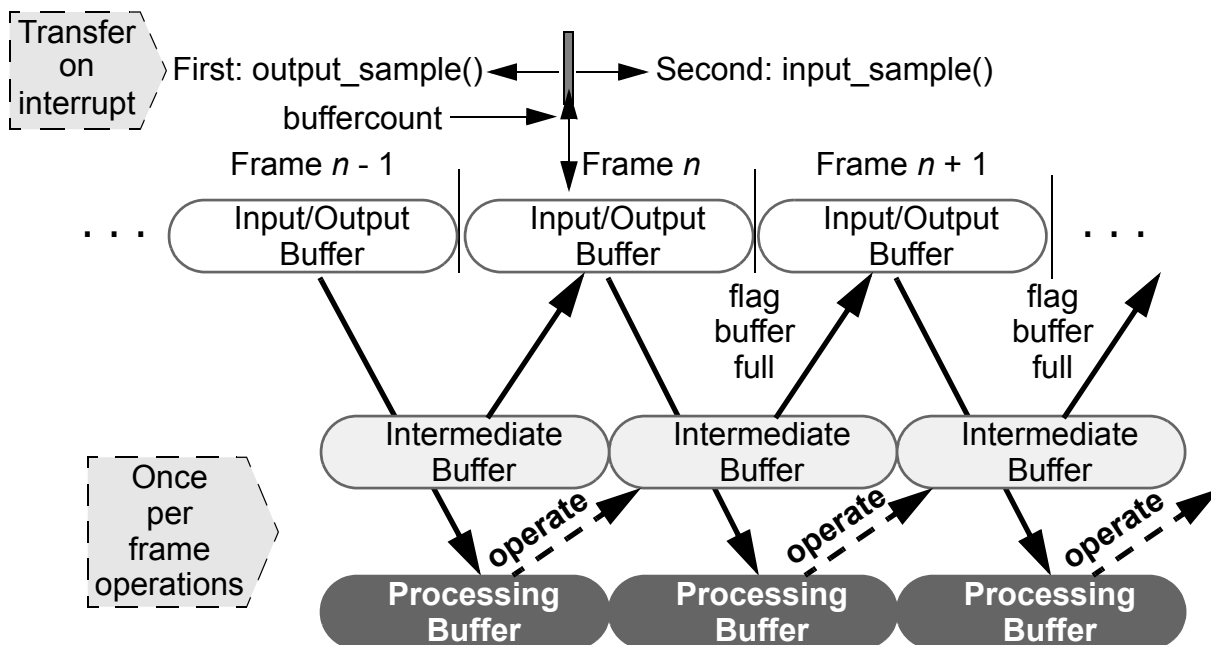 Transfer
on
interrupt
First: output_sample()
Second: input_sample()
buffercount
Frame n - 1
Frame n
Frame n + 1
. . .
Input/Output
Buffer
Input/Output
Buffer
Input/Output
Buffer
. . .
flag
buffer
full
flag
buffer
full
Intermediate
Buffer
Intermediate
Buffer
Intermediate
Buffer
Once
per
frame
operations
operate
operate
operate
Processing
Buffer
Processing
Buffer
Processing
Buffer